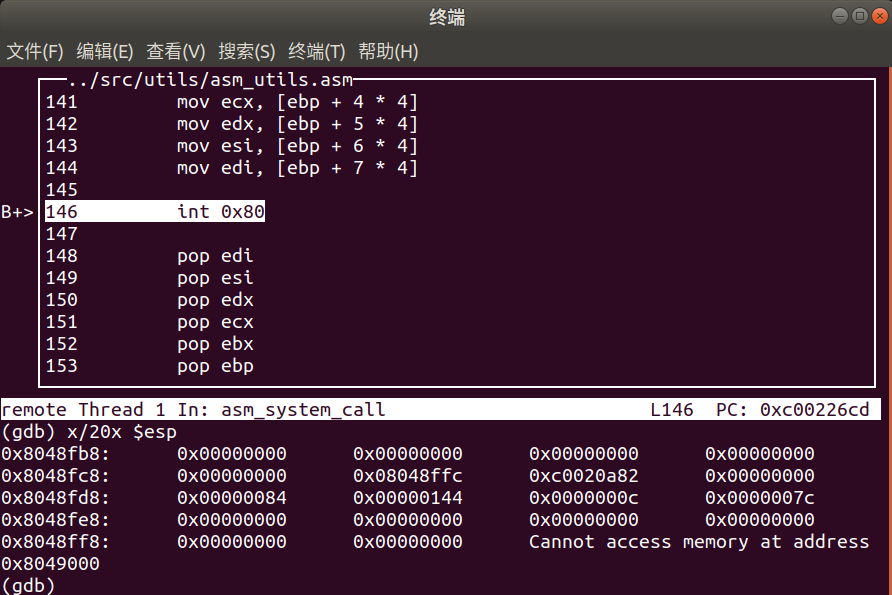 终端
文件(F) 编辑(E) 查看(V) 搜索(S) 终端(T) 帮助(H)
../src/utils/asm_utils.asm
141 mov ecx, [ebp + 4 * 4]
142 mov edx, [ebp + 5 * 4]
143 mov esi, [ebp + 6 * 4]
144 mov edi, [ebp + 7 * 4]
145
B+> 146 int 0x80
147
148 pop edi
149 pop esi
150 pop edx
151 pop ecx
152 pop ebx
153 pop ebp
remote Thread 1 In: asm_system_call L146 PC: 0xc00226cd
(gdb) x/20x $esp
0x8048fb8: 0x00000000 0x00000000 0x00000000 0x00000000
0x8048fc8: 0x00000000 0x08048ffc 0xc0020a82 0x00000000
0x8048fd8: 0x00000084 0x00000144 0x0000000c 0x0000007c
0x8048fe8: 0x00000000 0x00000000 0x00000000 0x00000000
0x8048ff8: 0x00000000 0x00000000 Cannot access memory at address
0x8049000
(gdb)